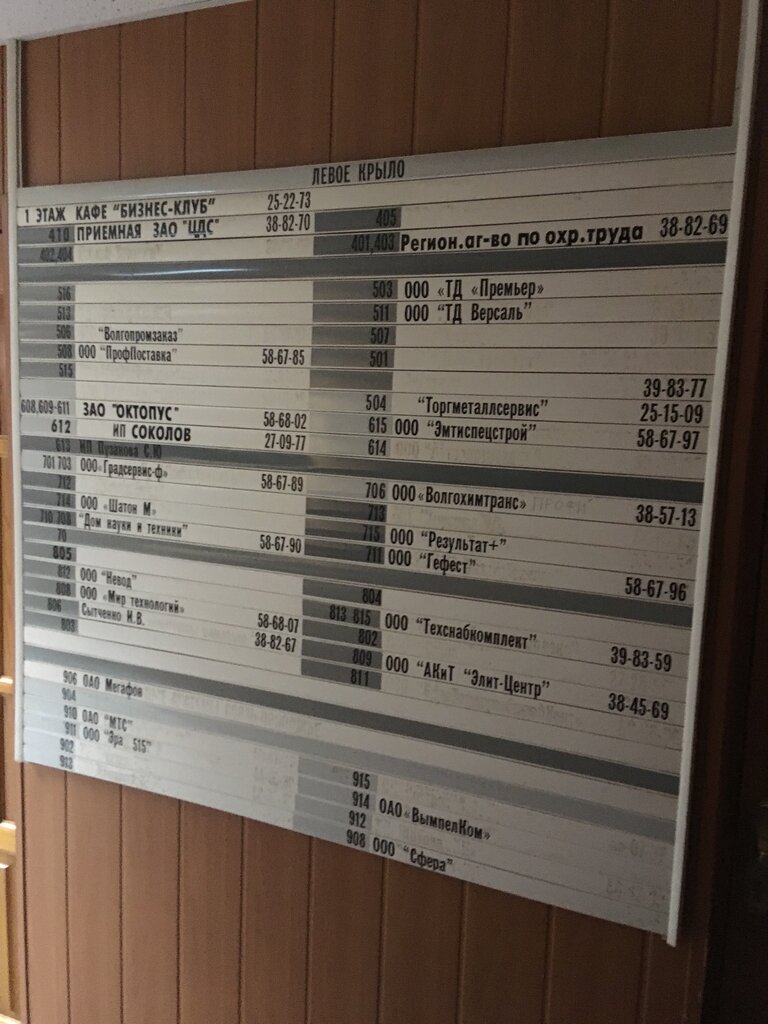 ЛЕВОЕ КРЫЛО
1 ЭТАЖ КАФЕ "БИЗНЕС-КЛУБ" 25-22-73
410 ПРИЕМНАЯ ЗАО "ЦДС" 38-82-70
402,404
516
513
506 "Волгопромзаказ"
508 ООО "ПрофПоставка" 58-67-85
515
608,609-611 ЗАО "ОКТОПУС" 58-68-02
612 ИП СОКОЛОВ 27-09-77
613 ИП Пузанова С.Ю
701 703 ООО «Градсервис-ф» 58-67-89
712
714 ООО «Шатон М»
710 708 "Дом науки и техники" 58-67-90
70
805
812 ООО "Невод"
808 ООО «Мир технологий» 58-68-07
806 Сытченко И.В. 38-82-67
803
906 ОАО Мегафон
904
910 ОАО "МТС"
911 ООО "Эра 515"
902
913
405
401,403 Регион.аг-во по охр.труда 38-82-69
503 ООО «ТД «Премьер»
511 ООО "ТД Версаль"
507
501
39-83-77
504 "Торгметаллсервис" 25-15-09
615 ООО "Эмтиспецстрой" 58-67-97
614
706 ООО «Волгохимтранс» 38-57-13
713
715 ООО "Результат+"
711 ООО "Гефест" 58-67-96
804
813 815 ООО "Техснабкомплект" 39-83-59
802
809 ООО "АКиТ "Элит-Центр" 38-45-69
811
915
914 ОАО «ВымпелКом»
912
908 ООО "Сфера"